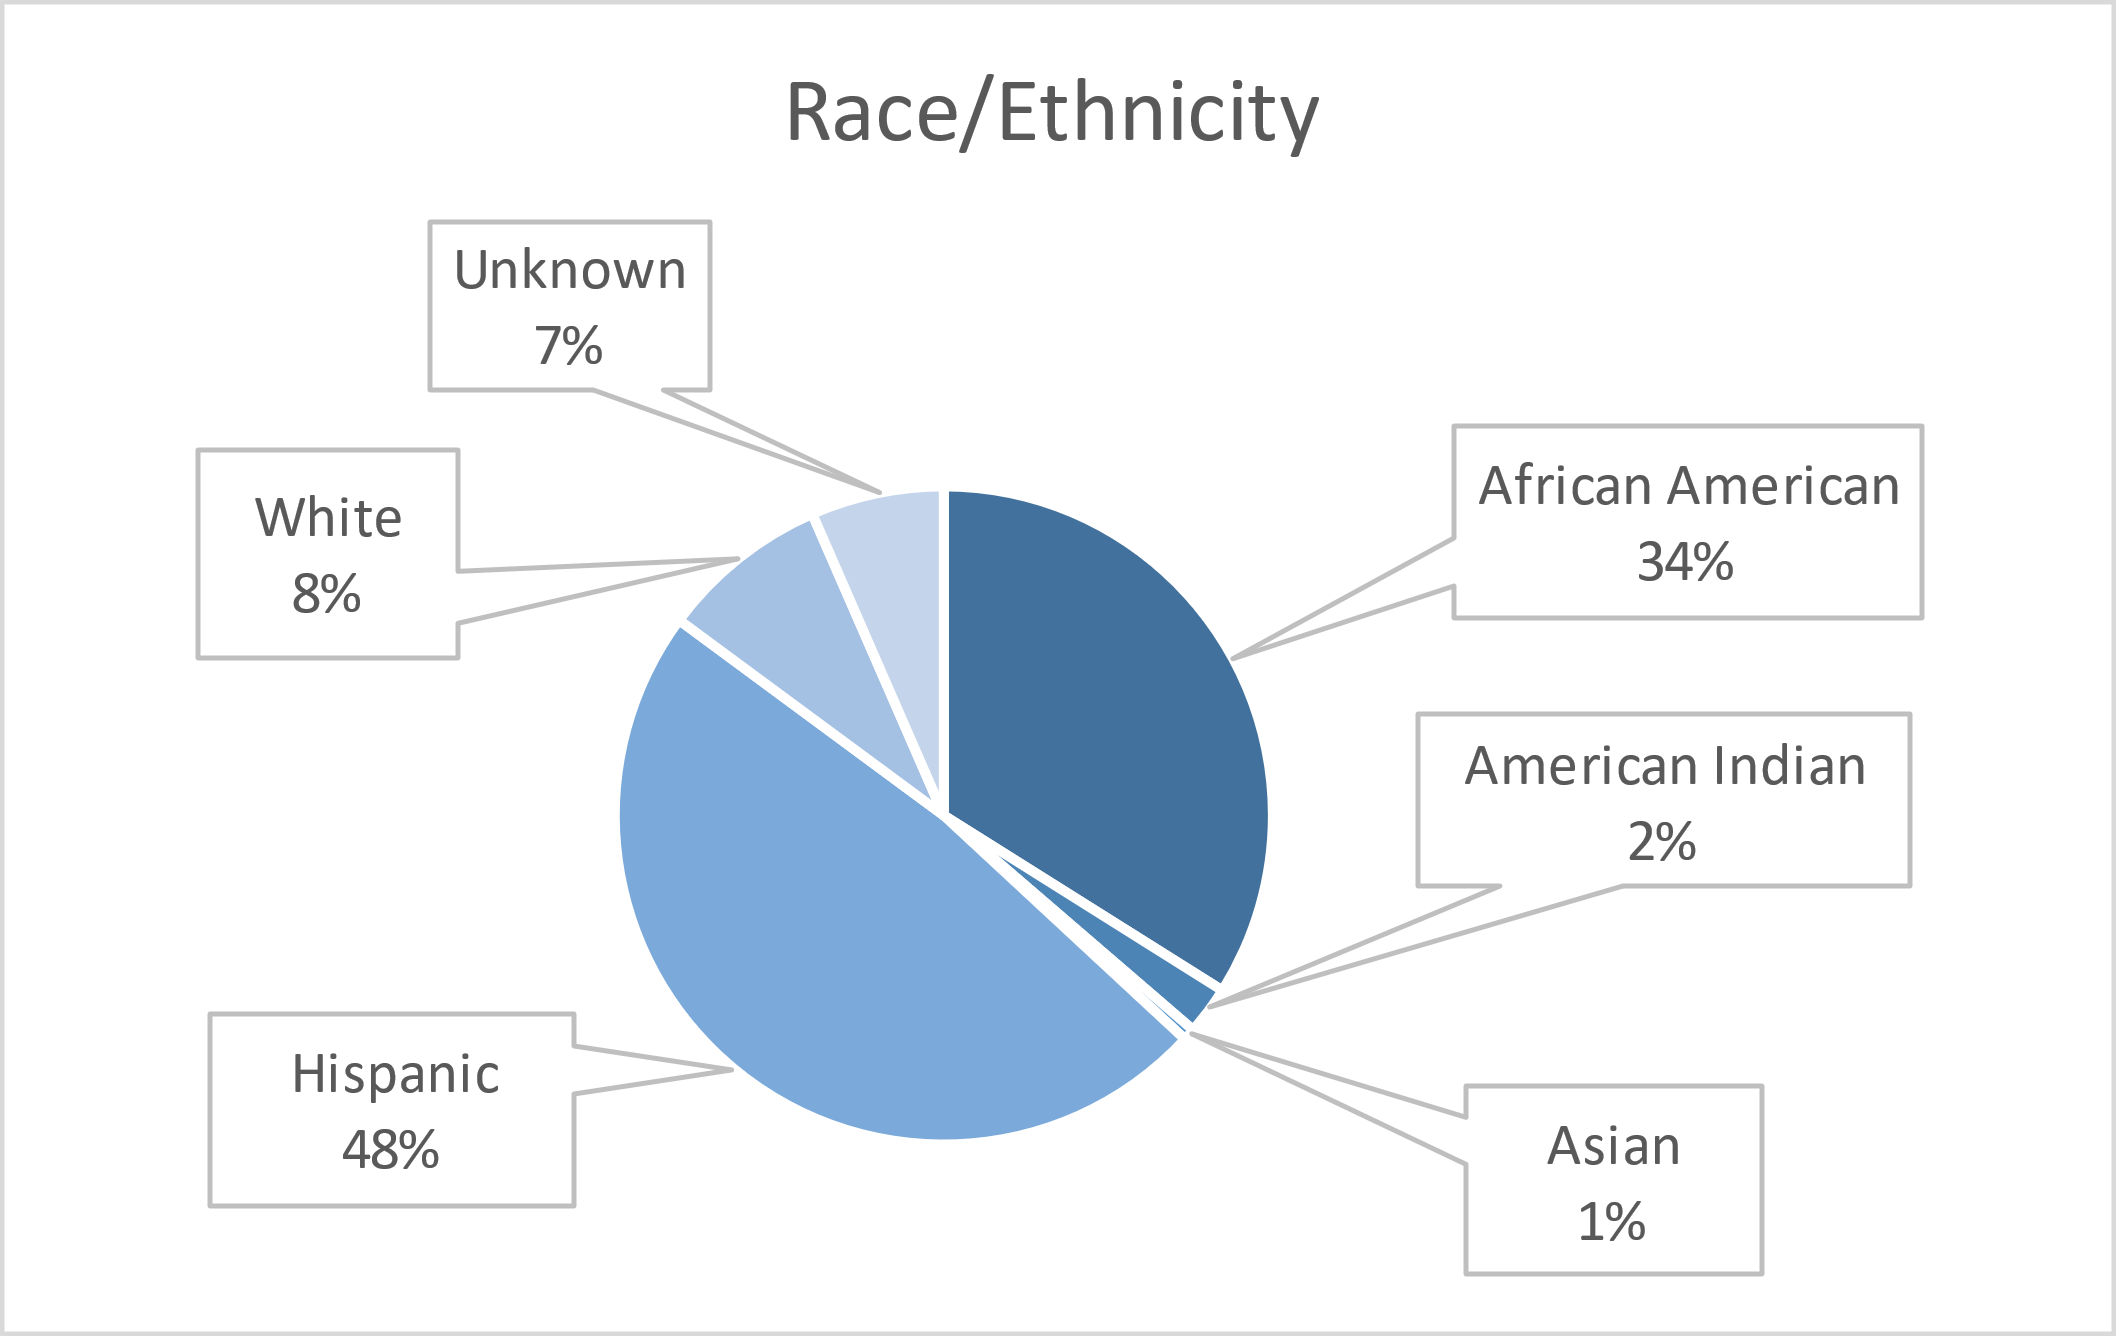 Race/Ethnicity
Unknown
7%
White
8%
African American
34%
American Indian
2%
Hispanic
48%
Asian
1%